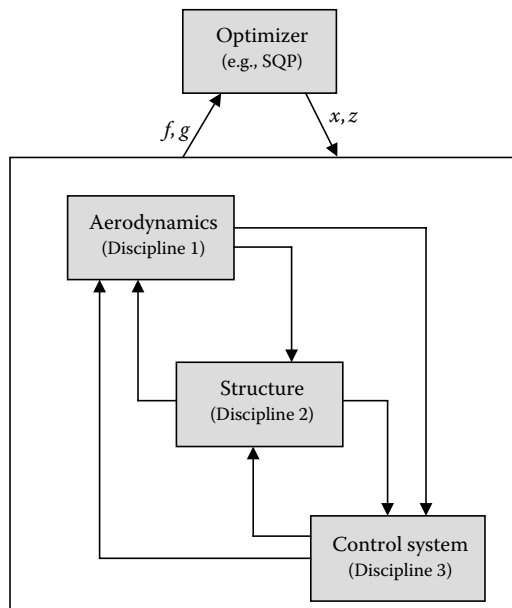 Optimizer
(e.g., SQP)
f, g
x, z
Aerodynamics
(Discipline 1)
Structure
(Discipline 2)
Control system
(Discipline 3)